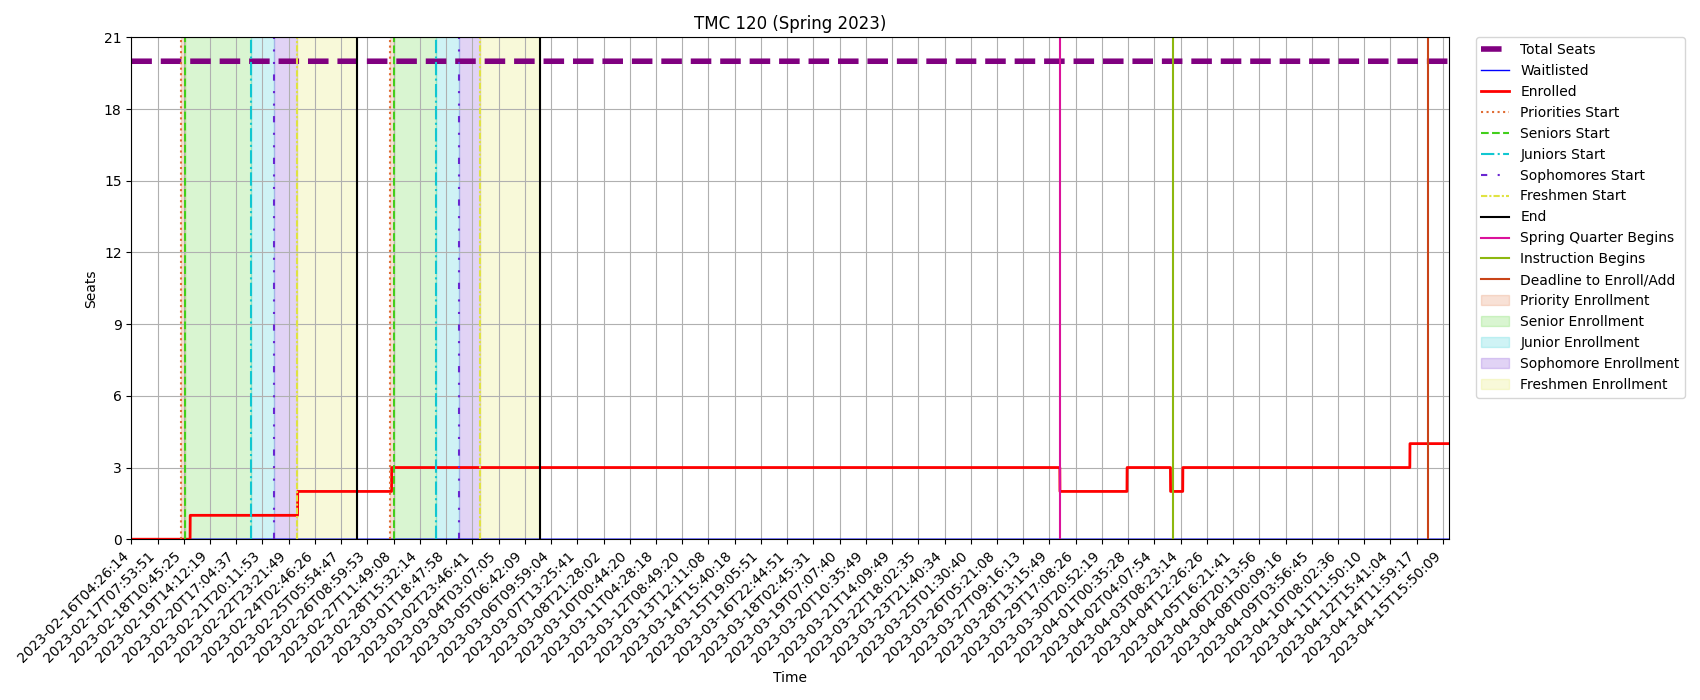 TMC 120 (Spring 2023)
Seats
21
18
15
12
9
6
3
0
2023-02-16T04:26:14
2023-02-17T07:53:51
2023-02-18T10:45:25
2023-02-19T14:12:19
2023-02-20T17:04:37
2023-02-21T20:11:53
2023-02-22T23:21:49
2023-02-24T02:46:26
2023-02-25T05:54:47
2023-02-26T08:59:53
2023-02-27T11:49:08
2023-02-28T15:32:14
2023-03-01T18:47:58
2023-03-02T23:46:41
2023-03-04T03:07:05
2023-03-05T06:42:09
2023-03-06T09:59:04
2023-03-07T13:25:41
2023-03-08T21:28:02
2023-03-10T00:44:20
2023-03-11T04:28:18
2023-03-12T08:49:20
2023-03-13T12:11:08
2023-03-14T15:40:18
2023-03-15T19:05:51
2023-03-16T22:44:51
2023-03-18T02:45:31
2023-03-19T07:07:40
2023-03-20T10:35:49
2023-03-21T14:09:49
2023-03-22T18:02:35
2023-03-23T21:40:34
2023-03-25T01:30:40
2023-03-26T05:21:08
2023-03-27T09:16:13
2023-03-28T13:15:49
2023-03-29T17:08:26
2023-03-30T20:52:19
2023-04-01T00:35:28
2023-04-02T04:07:54
2023-04-03T08:23:14
2023-04-04T12:26:26
2023-04-05T16:21:41
2023-04-06T20:13:56
2023-04-08T00:09:16
2023-04-09T03:56:45
2023-04-10T08:02:36
2023-04-11T11:50:10
2023-04-12T15:41:04
2023-04-14T11:59:17
2023-04-15T15:50:09
Time
Total Seats
Waitlisted
Enrolled
Priorities Start
Seniors Start
Juniors Start
Sophomores Start
Freshmen Start
End
Spring Quarter Begins
Instruction Begins
Deadline to Enroll/Add
Priority Enrollment
Senior Enrollment
Junior Enrollment
Sophomore Enrollment
Freshmen Enrollment